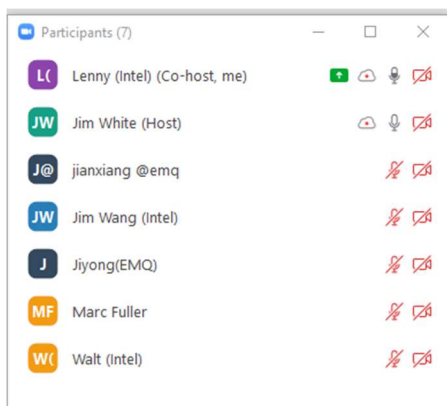 Participants (7)
L( Lenny (Intel) (Co-host, me)
JW Jim White (Host)
J@ jianxiang @emq
JW Jim Wang (Intel)
J Jiyong(EMQ)
MF Marc Fuller
W( Walt (Intel)